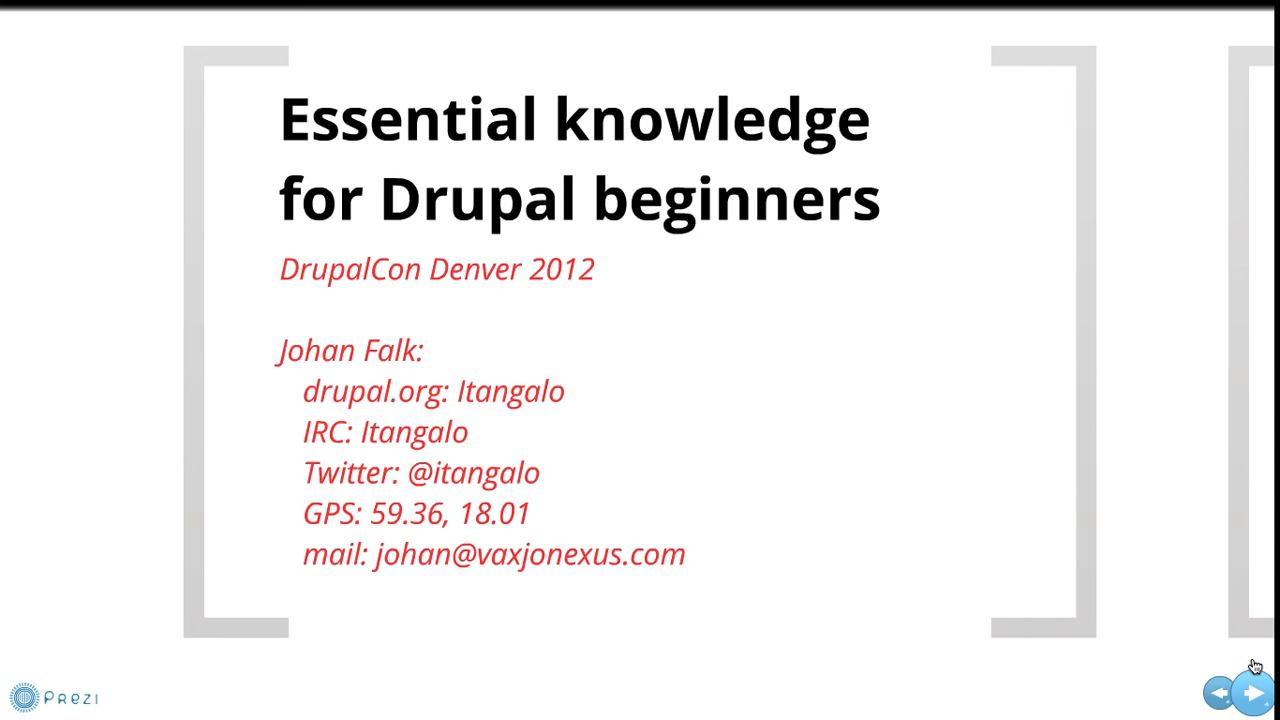 Essential knowledge
for Drupal beginners
DrupalCon Denver 2012
Johan Falk:
drupal.org: Itangalo
IRC: Itangalo
Twitter: @itangalo
GPS: 59.36, 18.01
mail: johan@vaxjonexus.com
Prezi